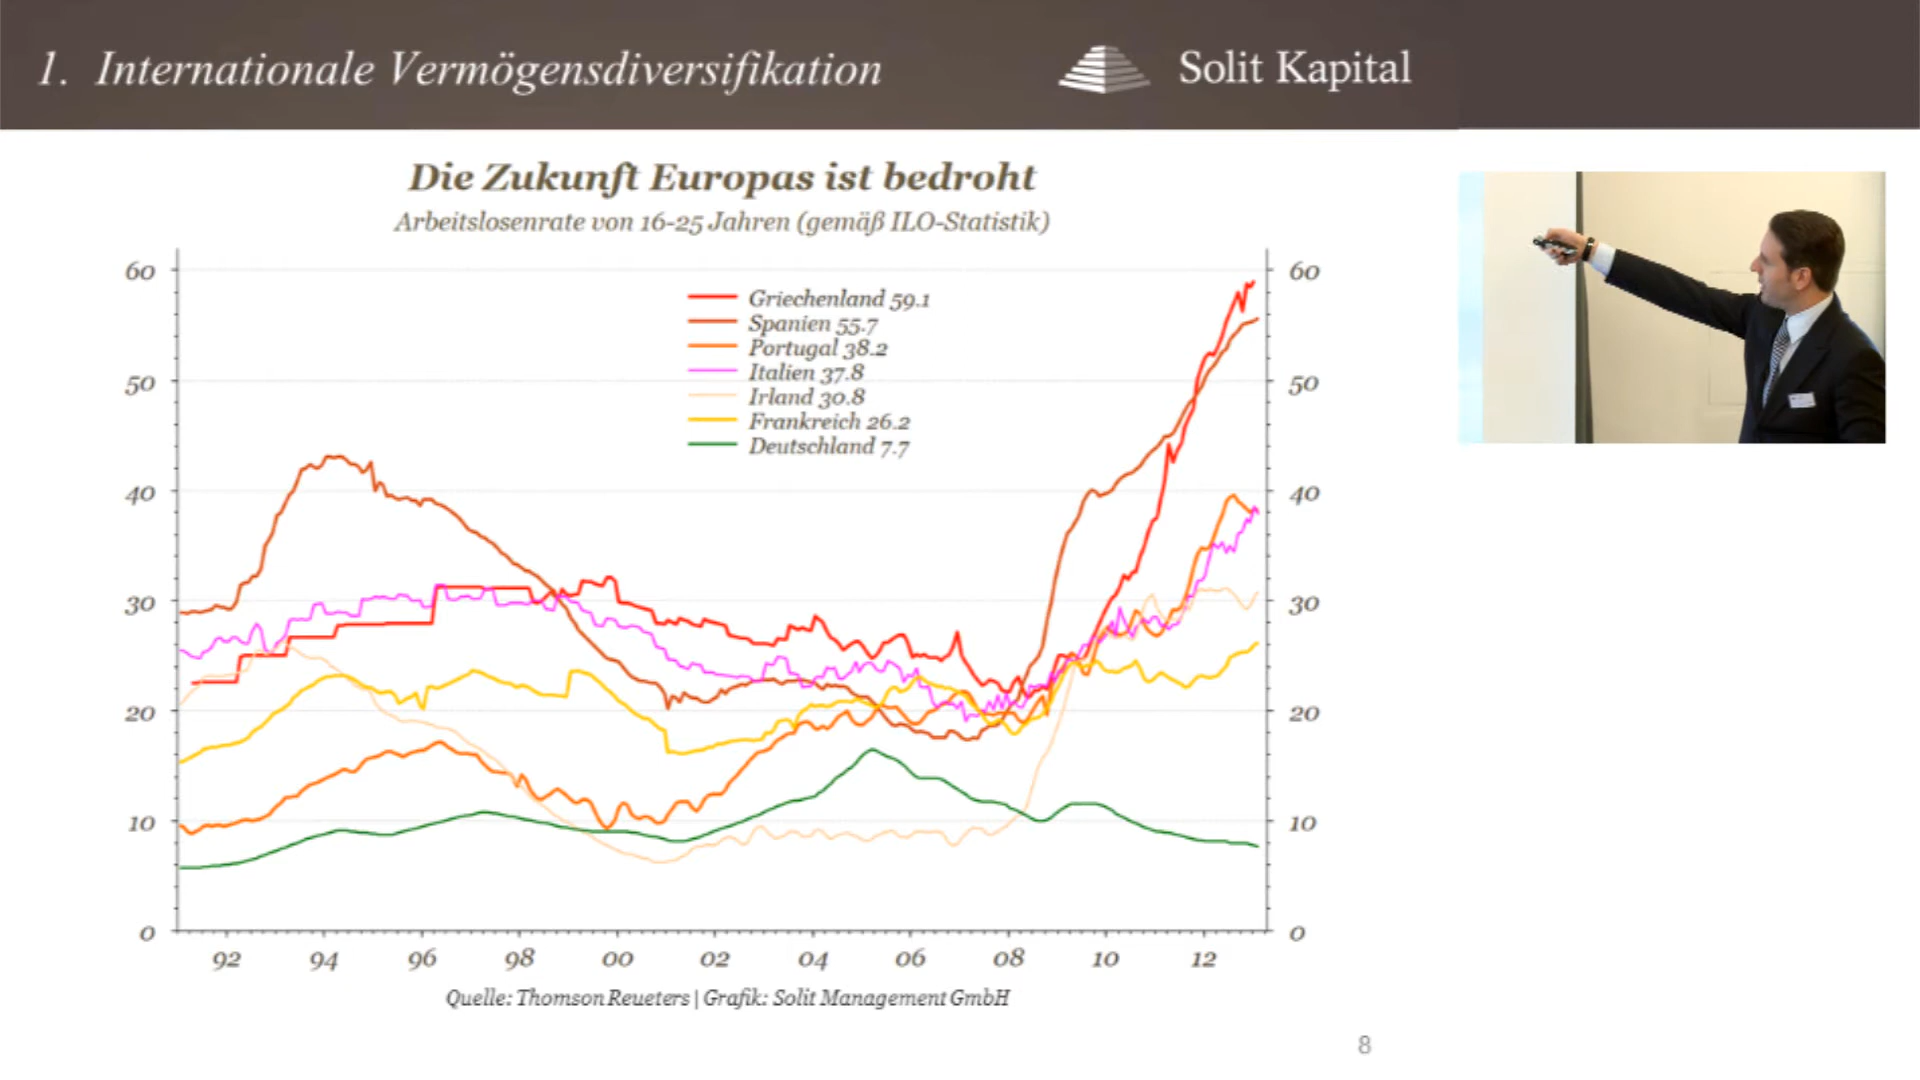 1. Internationale Vermögensdiversifikation
Solit Kapital
Die Zukunft Europas ist bedroht
Arbeitslosenrate von 16-25 Jahren (gemäß ILO-Statistik)
60 60
Griechenland 59.1
Spanien 55.7
Portugal 38.2
Italien 37.8
Irland 30.8
Frankreich 26.2
Deutschland 7.7
50 50
40 40
30 30
20 20
10 10
0 0
92 94 96 98 00 02 04 06 08 10 12
Quelle: Thomson Reueters | Grafik: Solit Management GmbH
8